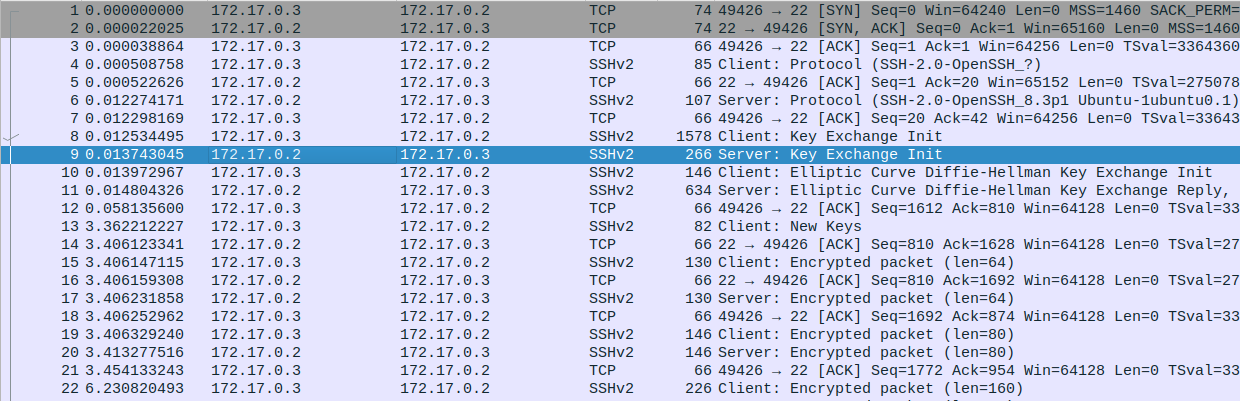 1 0.000000000 172.17.0.3 172.17.0.2 TCP 74 49426 → 22 [SYN] Seq=0 Win=64240 Len=0 MSS=1460 SACK_PERM=
2 0.000022025 172.17.0.2 172.17.0.3 TCP 74 22 → 49426 [SYN, ACK] Seq=0 Ack=1 Win=65160 Len=0 MSS=1460
3 0.000038864 172.17.0.3 172.17.0.2 TCP 66 49426 → 22 [ACK] Seq=1 Ack=1 Win=64256 Len=0 TSval=3364360
4 0.000508758 172.17.0.3 172.17.0.2 SSHv2 85 Client: Protocol (SSH-2.0-OpenSSH_?)
5 0.000522626 172.17.0.2 172.17.0.3 TCP 66 22 → 49426 [ACK] Seq=1 Ack=20 Win=65152 Len=0 TSval=275078
6 0.012274171 172.17.0.2 172.17.0.3 SSHv2 107 Server: Protocol (SSH-2.0-OpenSSH_8.3p1 Ubuntu-1ubuntu0.1)
7 0.012298169 172.17.0.3 172.17.0.2 TCP 66 49426 → 22 [ACK] Seq=20 Ack=42 Win=64256 Len=0 TSval=33643
8 0.012534495 172.17.0.3 172.17.0.2 SSHv2 1578 Client: Key Exchange Init
9 0.013743045 172.17.0.2 172.17.0.3 SSHv2 266 Server: Key Exchange Init
10 0.013972967 172.17.0.3 172.17.0.2 SSHv2 146 Client: Elliptic Curve Diffie-Hellman Key Exchange Init
11 0.014804326 172.17.0.2 172.17.0.3 SSHv2 634 Server: Elliptic Curve Diffie-Hellman Key Exchange Reply,
12 0.058135600 172.17.0.3 172.17.0.2 TCP 66 49426 → 22 [ACK] Seq=1612 Ack=810 Win=64128 Len=0 TSval=33
13 3.362212227 172.17.0.3 172.17.0.2 SSHv2 82 Client: New Keys
14 3.406123341 172.17.0.2 172.17.0.3 TCP 66 22 → 49426 [ACK] Seq=810 Ack=1628 Win=64128 Len=0 TSval=27
15 3.406147115 172.17.0.3 172.17.0.2 SSHv2 130 Client: Encrypted packet (len=64)
16 3.406159308 172.17.0.2 172.17.0.3 TCP 66 22 → 49426 [ACK] Seq=810 Ack=1692 Win=64128 Len=0 TSval=27
17 3.406231858 172.17.0.2 172.17.0.3 SSHv2 130 Server: Encrypted packet (len=64)
18 3.406252962 172.17.0.3 172.17.0.2 TCP 66 49426 → 22 [ACK] Seq=1692 Ack=874 Win=64128 Len=0 TSval=33
19 3.406329240 172.17.0.3 172.17.0.2 SSHv2 146 Client: Encrypted packet (len=80)
20 3.413277516 172.17.0.2 172.17.0.3 SSHv2 146 Server: Encrypted packet (len=80)
21 3.454133243 172.17.0.3 172.17.0.2 TCP 66 49426 → 22 [ACK] Seq=1772 Ack=954 Win=64128 Len=0 TSval=33
22 6.230820493 172.17.0.3 172.17.0.2 SSHv2 226 Client: Encrypted packet (len=160)